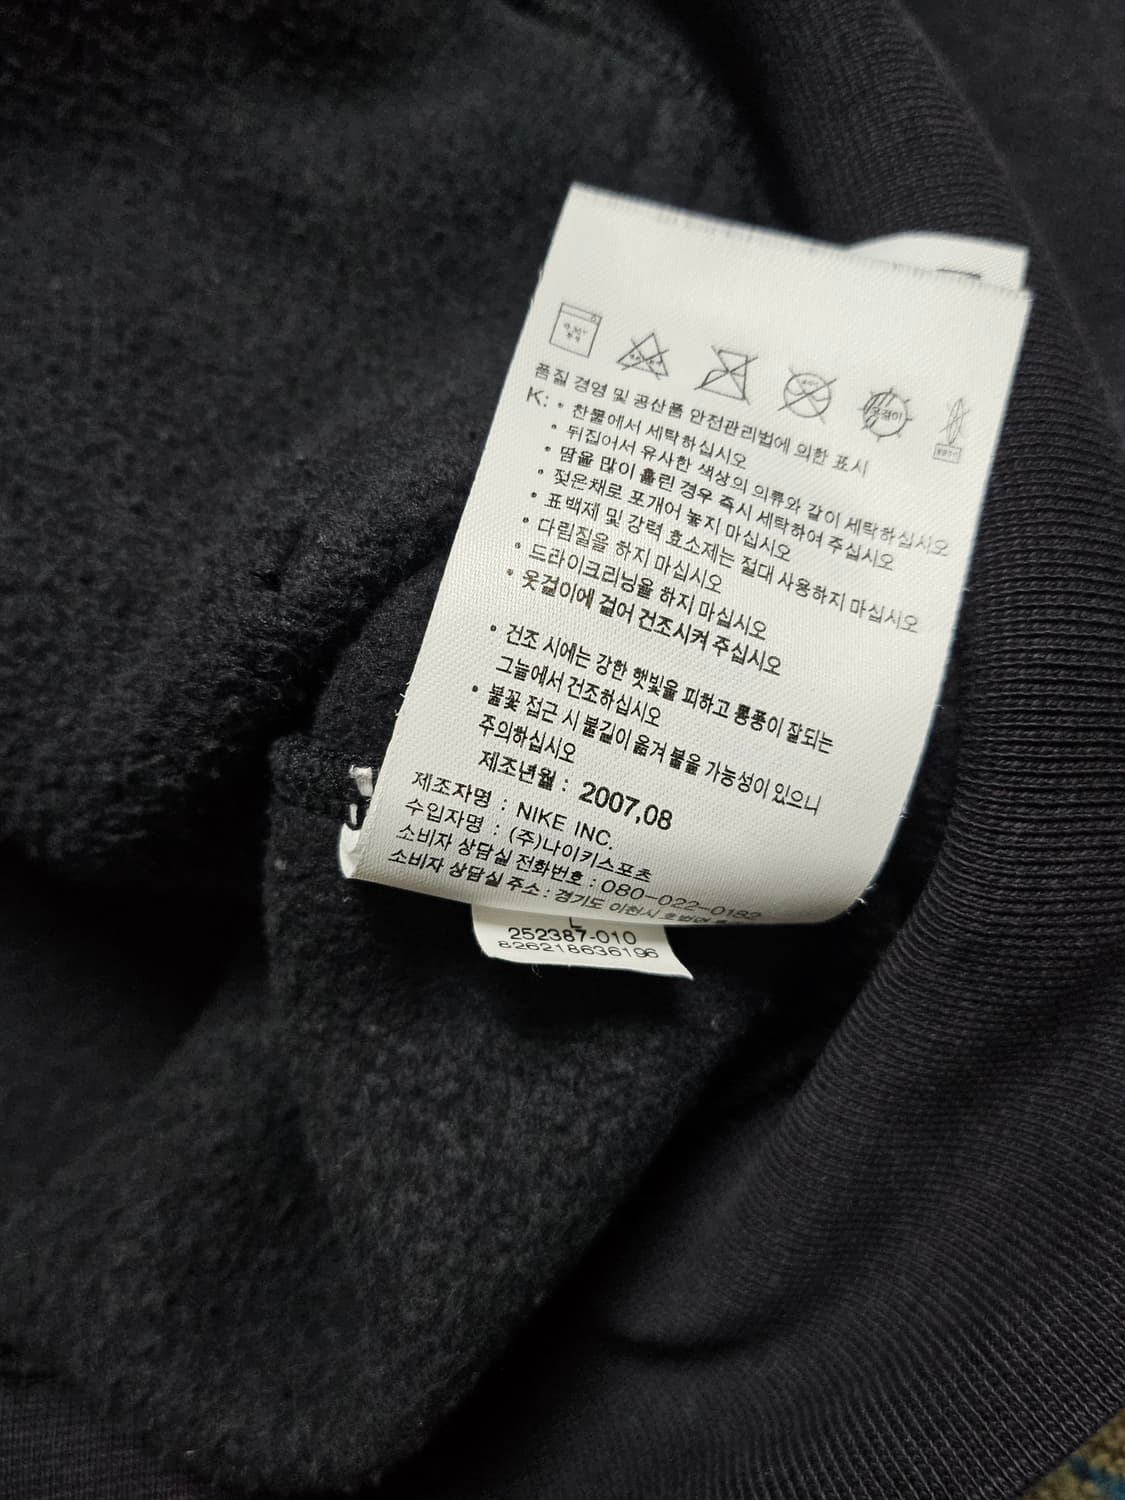 품질 경영 및 공산품 안전관리법에 의한 표시
K: • 찬물에서 세탁하십시오
• 뒤집어서 유사한 색상의 의류와 같이 세탁하십시오
• 땀을 많이 흘린 경우 즉시 세탁하여 주십시오
• 젖은채로 포개어 놓지 마십시오
• 표백제 및 강력 효소제는 절대 사용하지 마십시오
• 다림질을 하지 마십시오
• 드라이크리닝을 하지 마십시오
• 옷걸이에 걸어 건조시켜 주십시오
• 건조 시에는 강한 햇빛을 피하고 통풍이 잘되는
그늘에서 건조하십시오
• 불꽃 접근 시 불길이 옮겨 붙을 가능성이 있으니
주의하십시오
제조년월 : 2007.08
제조자명 : NIKE INC.
수입자명 : (주)나이키스포츠
소비자 상담실 전화번호 : 080-022-0182
소비자 상담실 주소 : 경기도 이천시 호법면
L
252387-010
826218636196